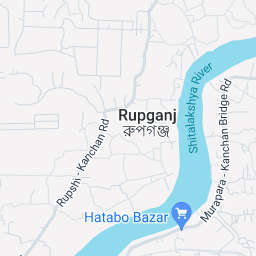 Rupganj
রুপগঞ্জ
Shitalakshya River
Rupshi - Kanchan Rd
Murapara - Kanchan Bridge Rd
Hatabo Bazar